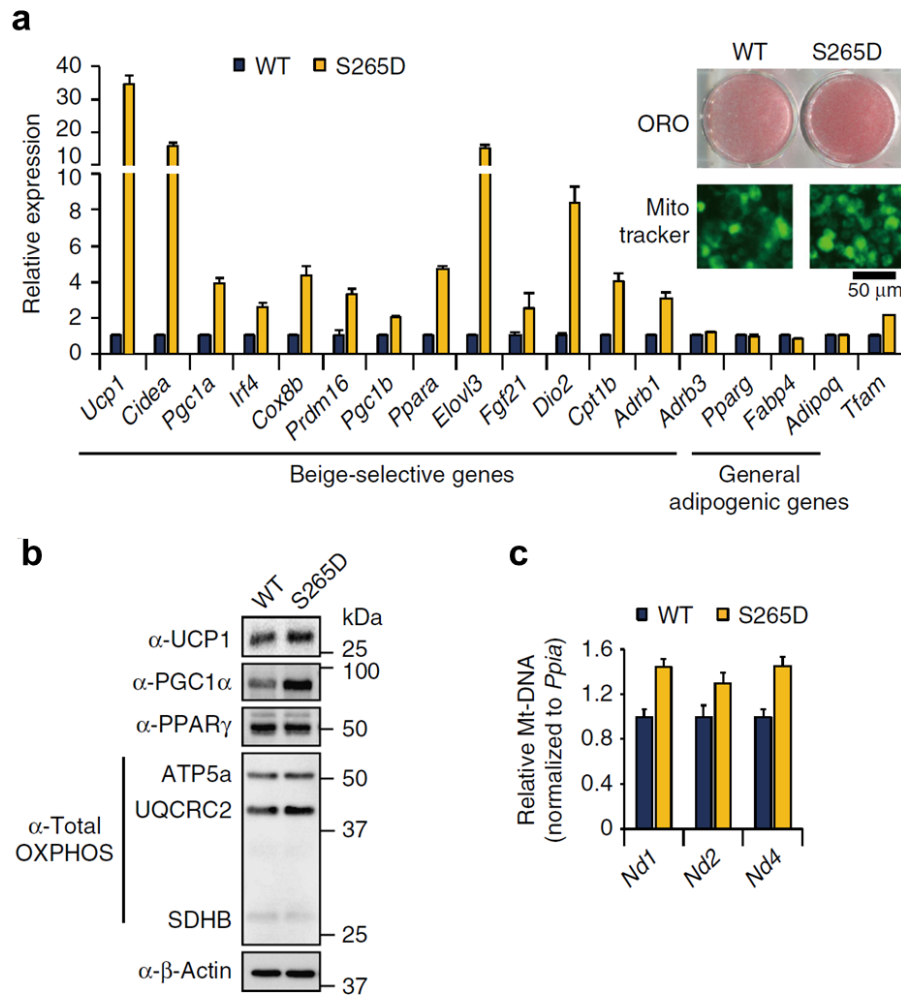 a
WT S265D
Relative expression
40
30
20
10
10
8
6
4
2
0
Ucp1
Cidea
Pgc1a
Irf4
Cox8b
Prdm16
Pgc1b
Ppara
Elovl3
Fgf21
Dio2
Cpt1b
Adrb1
Adrb3
Pparg
Fabp4
Adipoq
Tfam
Beige-selective genes
General
adipogenic genes
WT S265D
ORO
Mito
tracker
50 μm
b
WT S265D
kDa
α-UCP1
25
100
α-PGC1α
α-PPARγ
50
α-Total
OXPHOS
ATP5a
50
UQCRC2
37
SDHB
25
α-β-Actin
37
c
WT S265D
Relative Mt-DNA
(normalized to Ppia)
1.6
1.2
0.8
0.4
0
Nd1
Nd2
Nd4